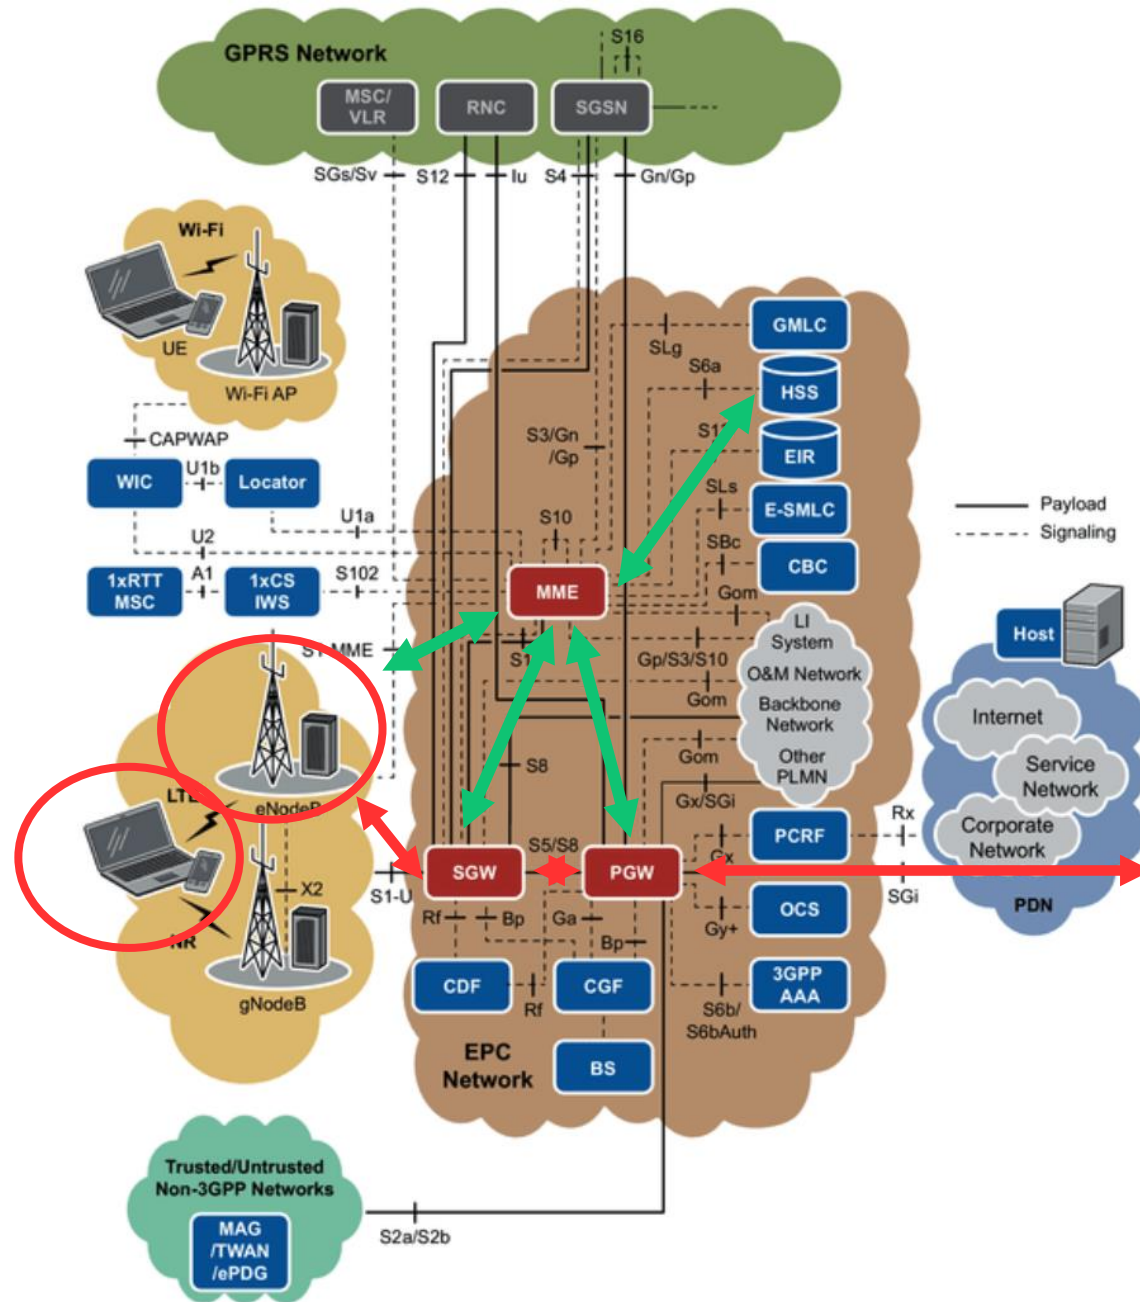 GPRS Network
S16
MSC/
VLR
RNC
SGSN
SGs/Sv
S12
Iu
S4
Gn/Gp
Wi-Fi
UE
Wi-Fi AP
CAPWAP
WIC
U1b
Locator
U1a
U2
1xRTT
MSC
A1
1xCS
IWS
S102
GMLC
SLg
S6a
HSS
S3/Gn
/Gp
EIR
SLs
E-SMLC
S10
SBc
CBC
MME
Gom
Payload
Signaling
LI
System
Gp/S3/S10
O&M Network
Gom
Backbone
Network
Gom
Other
PLMN
S8
Gx/SGi
Host
Internet
Service
Network
Corporate
Network
PDN
Rx
SGi
PCRF
Gx
eNodeB
X2
NR
gNodeB
S1-U
SGW
S5/S8
PGW
OCS
Gy+
Rf
Bp
Ga
Bp
CDF
Rf
CGF
3GPP
AAA
S6b/
S6bAuth
BS
EPC
Network
Trusted/Untrusted
Non-3GPP Networks
MAG
/TWAN
/ePDG
S2a/S2b